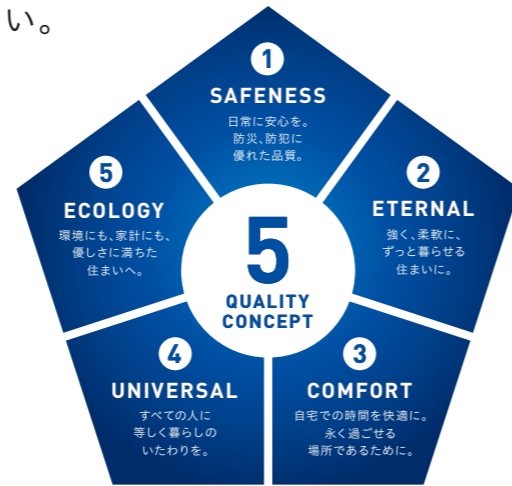 い。
1
SAFENESS
日常に安心を。
防災、防犯に
優れた品質。
2
ETERNAL
強く、柔軟に、
ずっと暮らせる
住まいに。
3
COMFORT
自宅での時間を快適に。
永く過ごせる
場所であるために。
4
UNIVERSAL
すべての人に
等しく暮らしの
いたわりを。
5
ECOLOGY
環境にも、家計にも、
優しさに満ちた
住まいへ。
5
QUALITY
CONCEPT